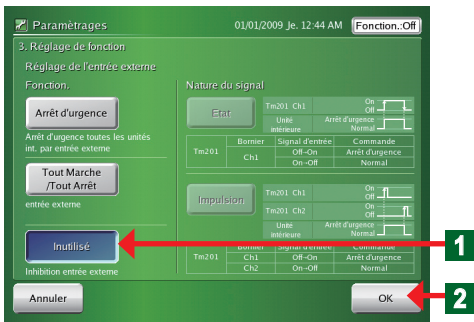 Paramètrages 01/01/2009 Je. 12:44 AM Fonction.:Off
3. Réglage de fonction
Réglage de l'entrée externe
Fonction.
Arrêt d'urgence
Arrêt d'urgence toutes les unités
int. par entrée externe
Tout Marche
/Tout Arrêt
entrée externe
Inutilisé
Inhibition entrée externe
Nature du signal
Etat
Tm201 Ch1 On
Off
Unité
intérieure
Arrêt d'urgence
Normal
Bornier Signal d'entrée Commande
Tm201 Ch1 Off-On Arrêt d'urgence
On-Off Normal
Impulsion
Tm201 Ch1 On
Off
Tm201 Ch2 On
Off
Unité
intérieure
Arrêt d'urgence
Normal
Bornier Signal d'entrée Commande
Tm201 Ch1 Off-On Arrêt d'urgence
Ch2 On-Off Normal
1
Annuler OK
2